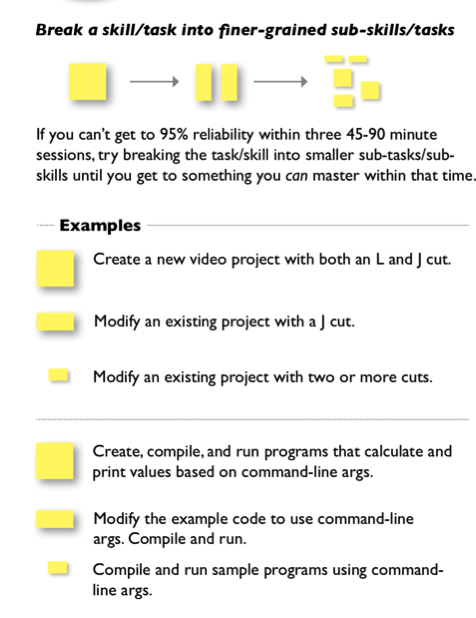 Break a skill/task into finer-grained sub-skills/tasks
If you can't get to 95% reliability within three 45-90 minute
sessions, try breaking the task/skill into smaller sub-tasks/sub-
skills until you get to something you can master within that time.
Examples
Create a new video project with both an L and J cut.
Modify an existing project with a J cut.
Modify an existing project with two or more cuts.
Create, compile, and run programs that calculate and
print values based on command-line args.
Modify the example code to use command-line
args. Compile and run.
Compile and run sample programs using command-
line args.